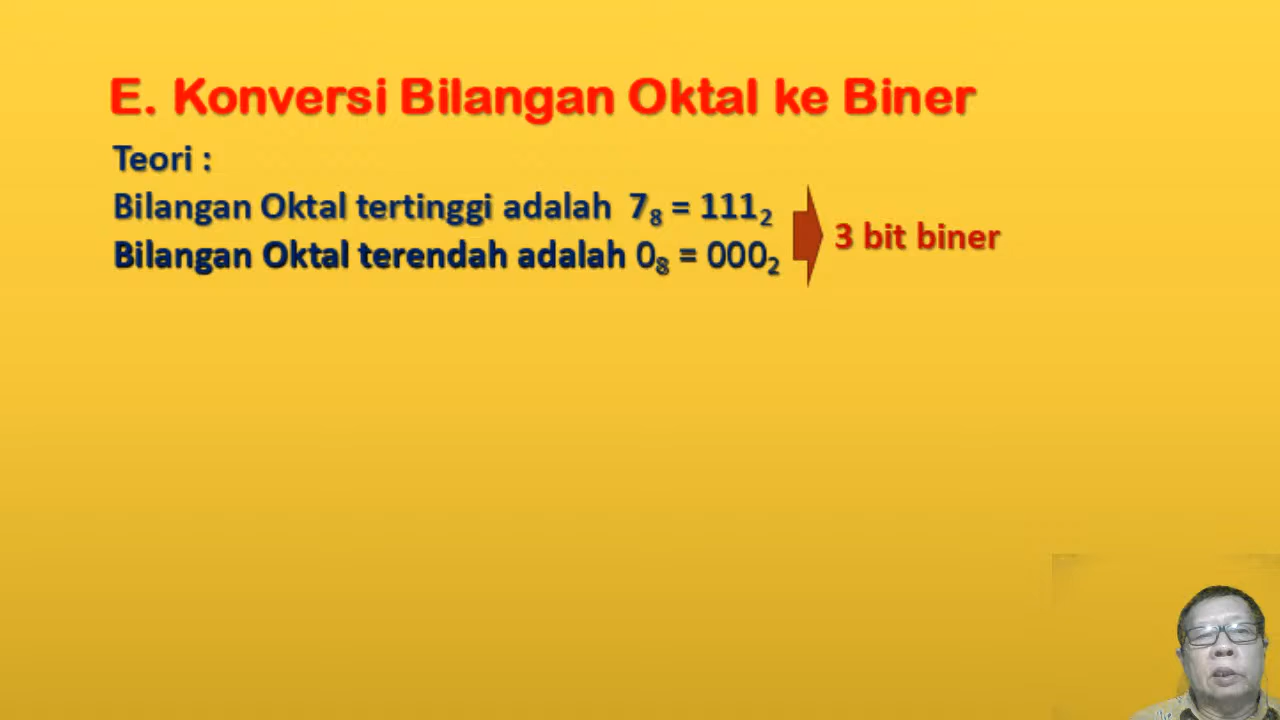 E. Konversi Bilangan Oktal ke Biner
Teori :
Bilangan Oktal tertinggi adalah 7₈ = 111₂
Bilangan Oktal terendah adalah 0₈ = 000₂
3 bit biner